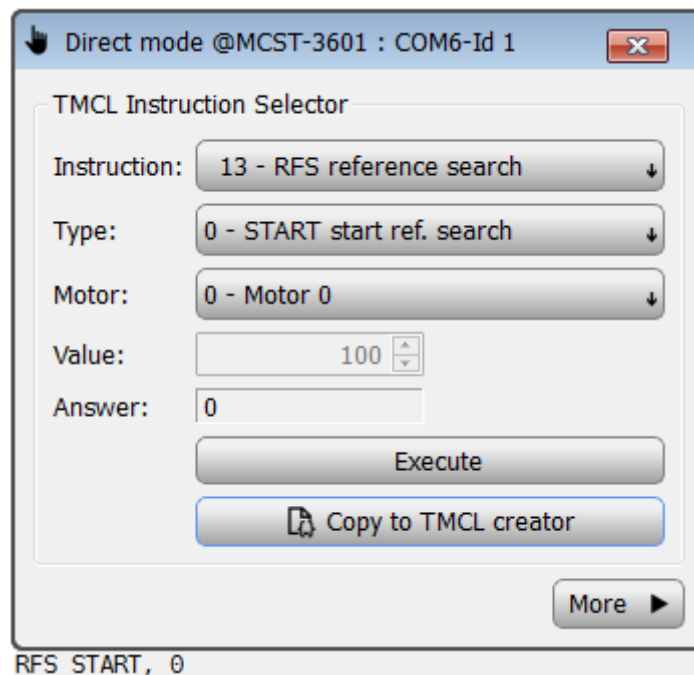 Direct mode @MCST-3601 : COM6-Id 1
TMCL Instruction Selector
Instruction: 13 - RFS reference search
Type: 0 - START start ref. search
Motor: 0 - Motor 0
Value: 100
Answer: 0
Execute
Copy to TMCL creator
More
RFS START, 0